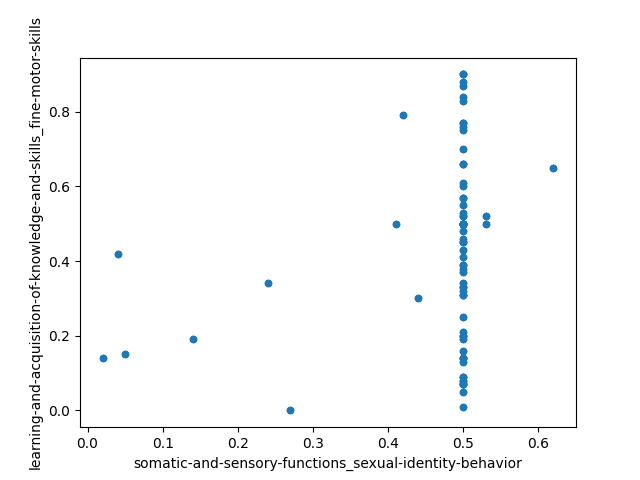 learning-and-acquisition-of-knowledge-and-skills_fine-motor-skills
0.8
0.6
0.4
0.2
0.0
0.0 0.1 0.2 0.3 0.4 0.5 0.6
somatic-and-sensory-functions_sexual-identity-behavior